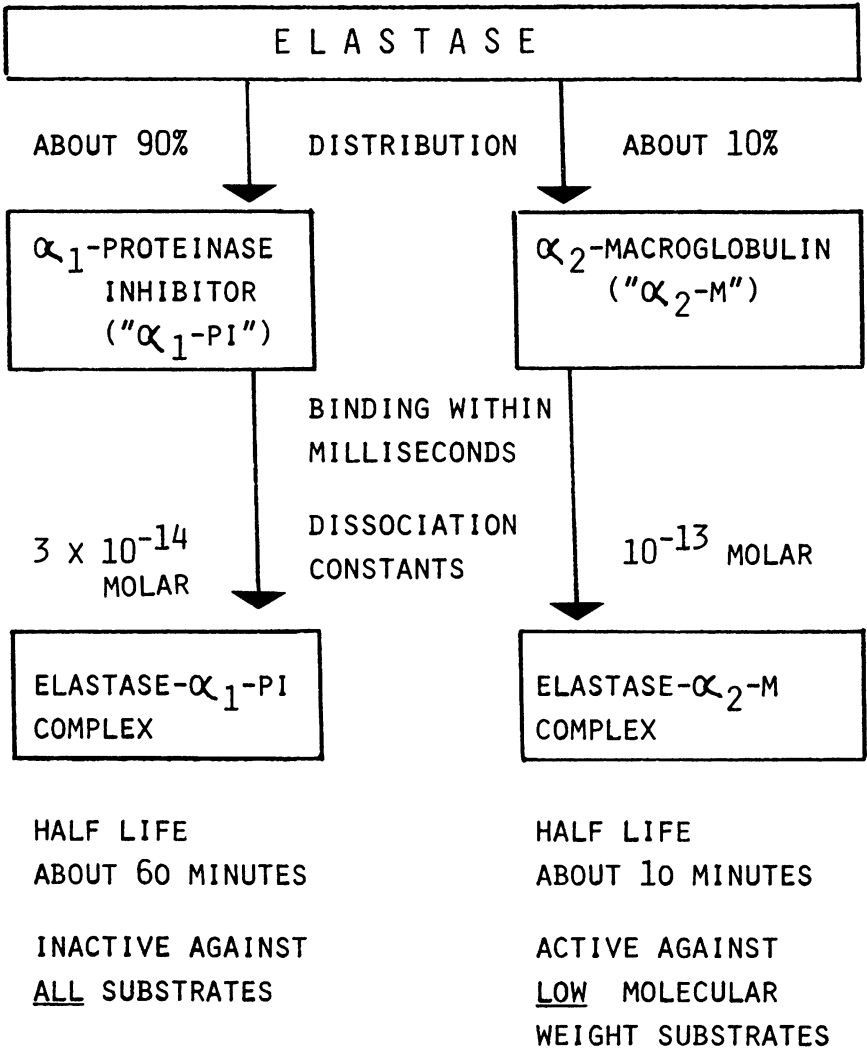 ELASTASE
ABOUT 90% DISTRIBUTION ABOUT 10%
α1-PROTEINASE
INHIBITOR
("α1-PI")
α2-MACROGLOBULIN
("α2-M")
BINDING WITHIN
MILLISECONDS
3 x 10-14
MOLAR
DISSOCIATION
CONSTANTS
10-13 MOLAR
ELASTASE-α1-PI
COMPLEX
ELASTASE-α2-M
COMPLEX
HALF LIFE
ABOUT 60 MINUTES
INACTIVE AGAINST
ALL SUBSTRATES
HALF LIFE
ABOUT 10 MINUTES
ACTIVE AGAINST
LOW MOLECULAR
WEIGHT SUBSTRATES